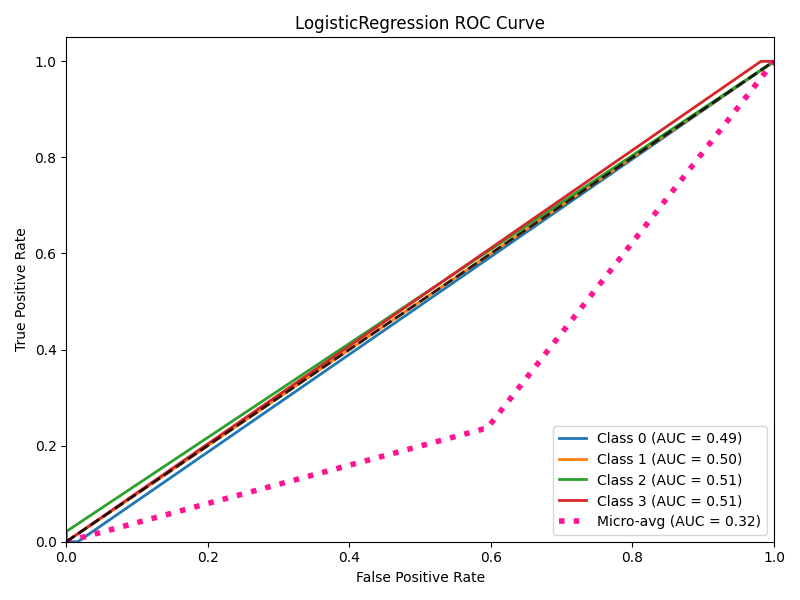 LogisticRegression ROC Curve
True Positive Rate
1.0
0.8
0.6
0.4
0.2
0.0
0.0 0.2 0.4 0.6 0.8 1.0
False Positive Rate
Class 0 (AUC = 0.49)
Class 1 (AUC = 0.50)
Class 2 (AUC = 0.51)
Class 3 (AUC = 0.51)
Micro-avg (AUC = 0.32)